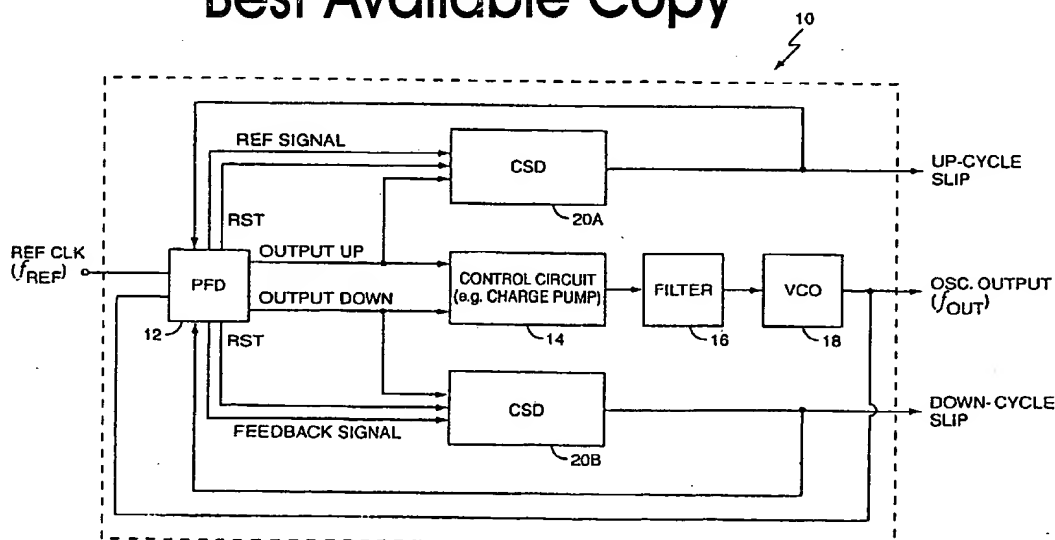 Best Available Copy
10
REF SIGNAL
CSD
UP-CYCLE
SLIP
20A
RST
REF CLK
(fREF)
OUTPUT UP
PFD
CONTROL CIRCUIT
(e.g. CHARGE PUMP)
FILTER
VCO
OSC. OUTPUT
(fOUT)
OUTPUT DOWN
12
14
16
18
RST
CSD
DOWN-CYCLE
SLIP
FEEDBACK SIGNAL
20B